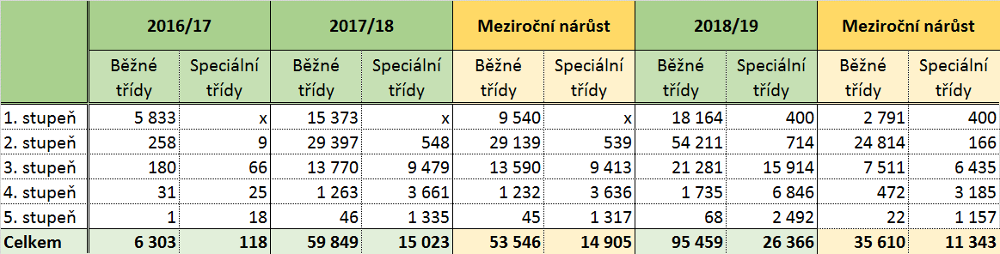 2016/17 2017/18 Meziroční nárůst 2018/19 Meziroční nárůst
Běžné třídy Speciální třídy Běžné třídy Speciální třídy Běžné třídy Speciální třídy Běžné třídy Speciální třídy Běžné třídy Speciální třídy
1. stupeň 5 833 x 15 373 x 9 540 x 18 164 400 2 791 400
2. stupeň 258 9 29 397 548 29 139 539 54 211 714 24 814 166
3. stupeň 180 66 13 770 9 479 13 590 9 413 21 281 15 914 7 511 6 435
4. stupeň 31 25 1 263 3 661 1 232 3 636 1 735 6 846 472 3 185
5. stupeň 1 18 46 1 335 45 1 317 68 2 492 22 1 157
Celkem 6 303 118 59 849 15 023 53 546 14 905 95 459 26 366 35 610 11 343